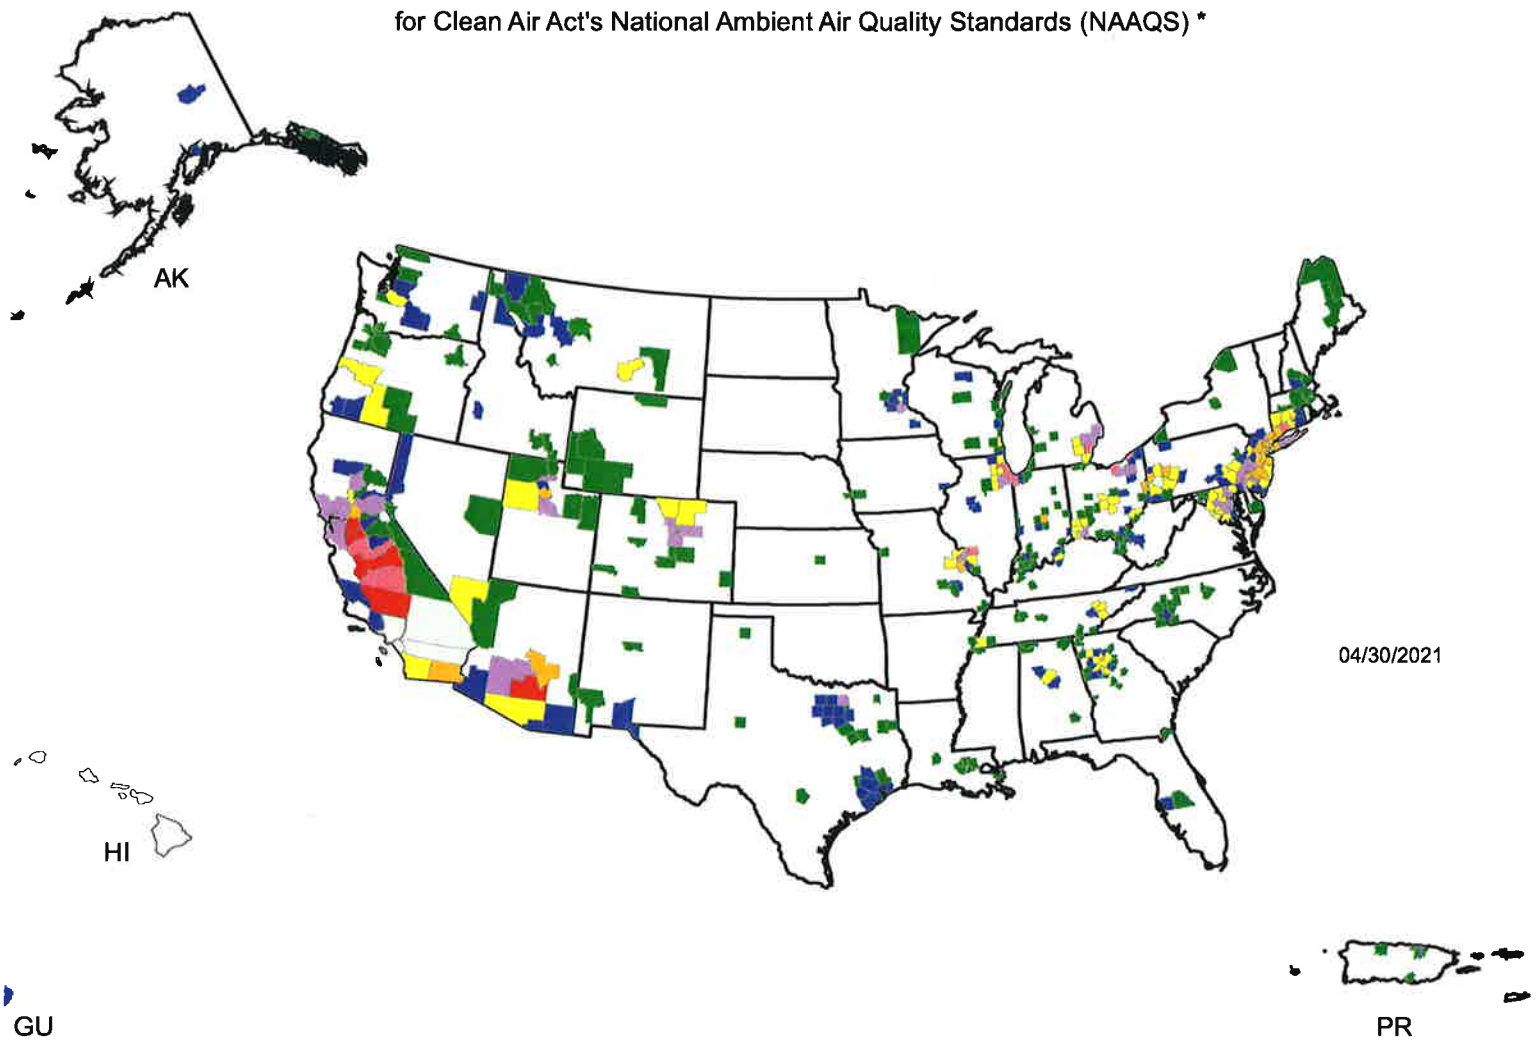 for Clean Air Act's National Ambient Air Quality Standards (NAAQS) *
AK
04/30/2021
HI
GU
PR